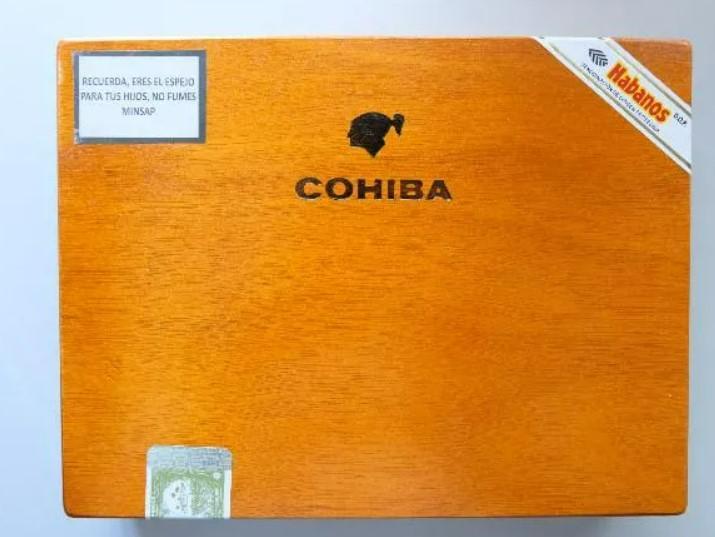 RECUERDA, ERES EL ESPEJO
PARA TUS HIJOS, NO FUMES
MINSAP
Habanos
D.O.P.
COHIBA